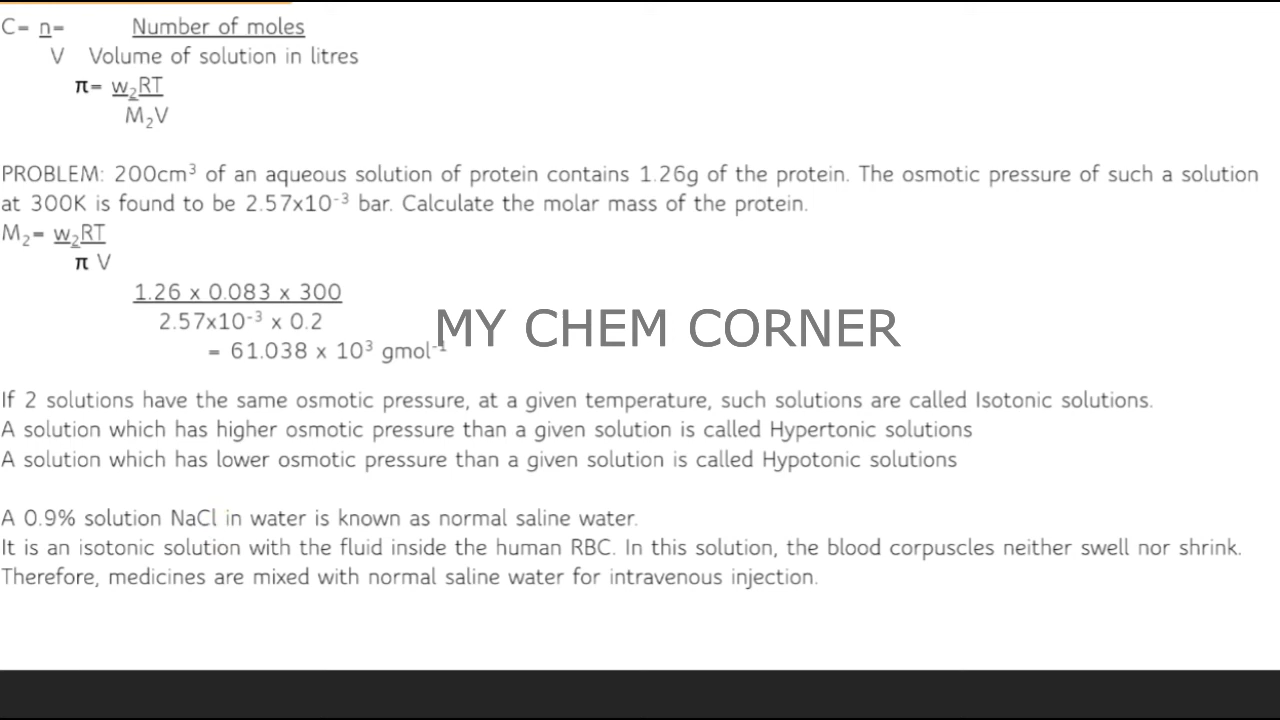 C= n= Number of moles
V Volume of solution in litres
π= w₂RT
M₂V
PROBLEM: 200cm³ of an aqueous solution of protein contains 1.26g of the protein. The osmotic pressure of such a solution
at 300K is found to be 2.57x10⁻³ bar. Calculate the molar mass of the protein.
M₂= w₂RT
π V
1.26 x 0.083 x 300
2.57x10⁻³ x 0.2
= 61.038 x 10³ gmol⁻¹
MY CHEM CORNER
If 2 solutions have the same osmotic pressure, at a given temperature, such solutions are called Isotonic solutions.
A solution which has higher osmotic pressure than a given solution is called Hypertonic solutions
A solution which has lower osmotic pressure than a given solution is called Hypotonic solutions
A 0.9% solution NaCl in water is known as normal saline water.
It is an isotonic solution with the fluid inside the human RBC. In this solution, the blood corpuscles neither swell nor shrink.
Therefore, medicines are mixed with normal saline water for intravenous injection.